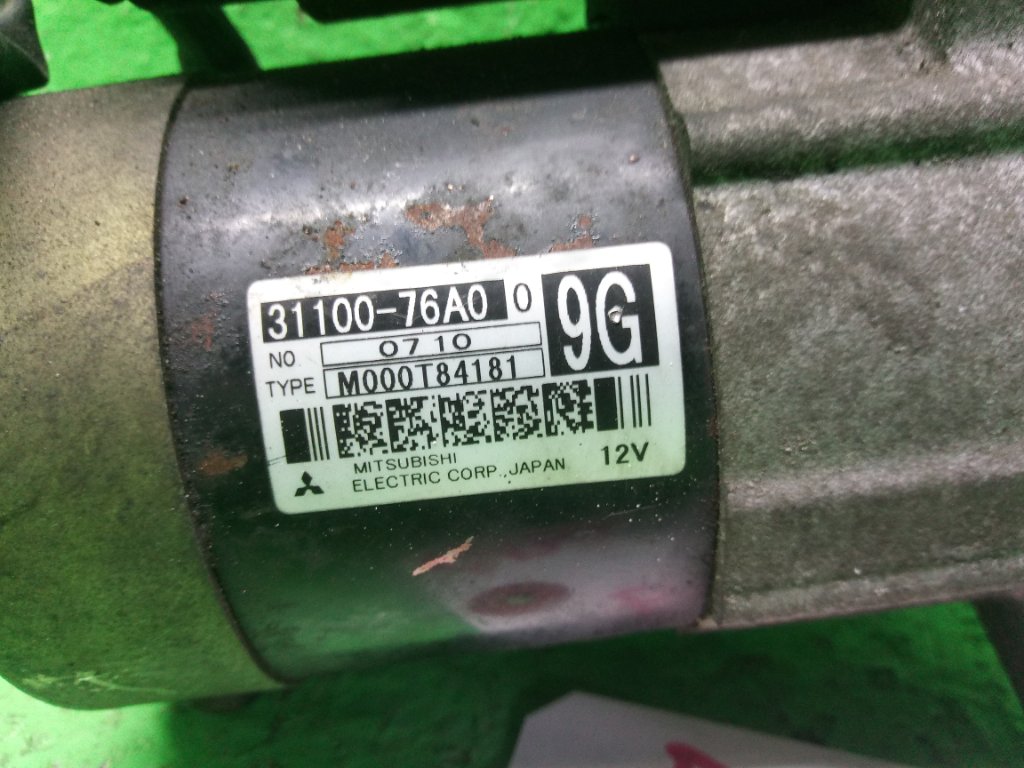 31100-76A0 0
9G
NO 0710
TYPE M000T84181
MITSUBISHI
ELECTRIC CORP., JAPAN 12V